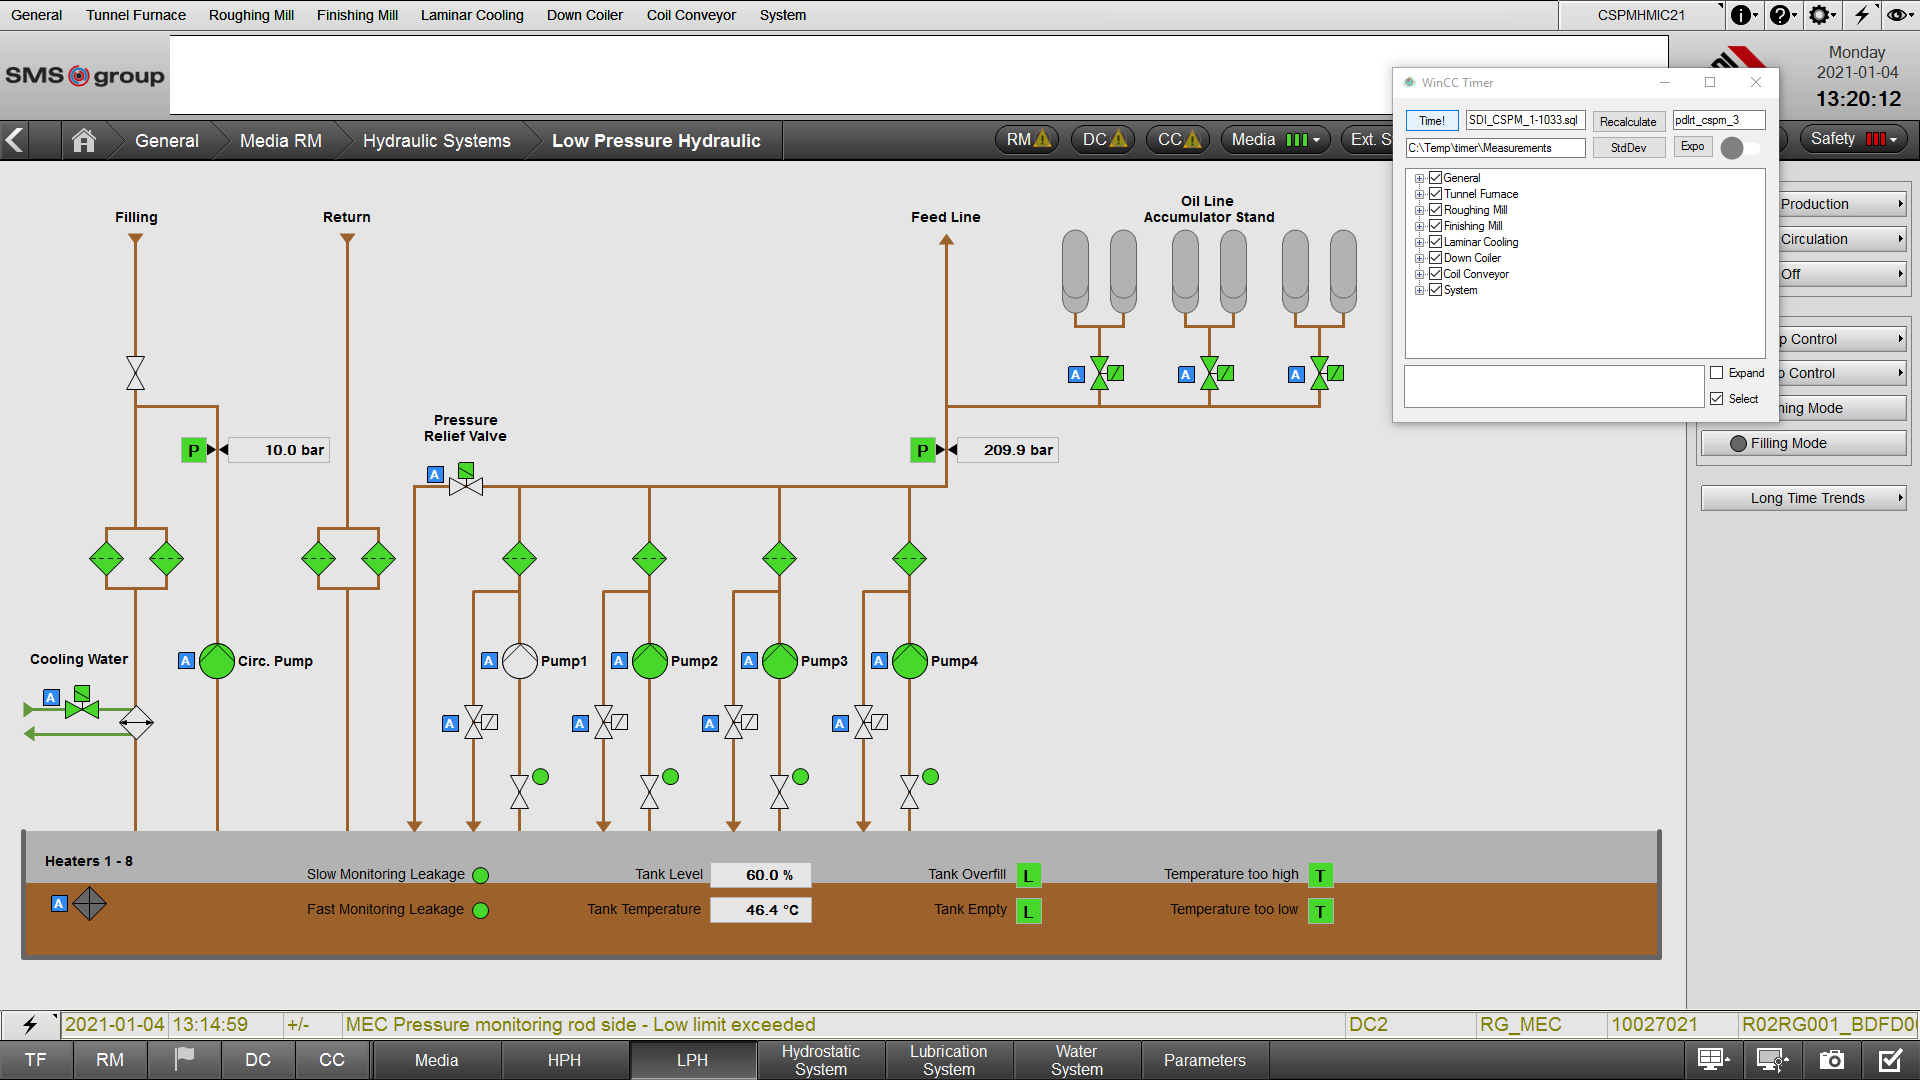 General Tunnel Furnace Roughing Mill Finishing Mill Laminar Cooling Down Coiler Coil Conveyor System CSPMHMIC21
SMS group
Monday
2021-01-04
13:20:12
General Media RM Hydraulic Systems Low Pressure Hydraulic RM DC CC Media Ext. S Safety
WinCC Timer
Time! SDI_CSPM_1-1033.sql Recalculate pdlrt_cspm_3
C:\Temp\timer\Measurements StdDev Expo
General
Tunnel Furnace
Roughing Mill
Finishing Mill
Laminar Cooling
Down Coiler
Coil Conveyor
System
Expand
Select
Production
Circulation
Off
p Control
o Control
ning Mode
Filling Mode
Long Time Trends
Filling
Return
Feed Line
Oil Line
Accumulator Stand
A A A
Pressure
Relief Valve
P 10.0 bar
P 209.9 bar
A
Cooling Water
A
A Circ. Pump
A Pump1
A Pump2
A Pump3
A Pump4
A A A A
Heaters 1 - 8
A
Slow Monitoring Leakage
Fast Monitoring Leakage
Tank Level 60.0 %
Tank Temperature 46.4 °C
Tank Overfill L
Tank Empty L
Temperature too high T
Temperature too low T
2021-01-04 13:14:59 +/- MEC Pressure monitoring rod side - Low limit exceeded DC2 RG_MEC 10027021 R02RG001_BDFD0
TF RM DC CC Media HPH LPH Hydrostatic System Lubrication System Water System Parameters